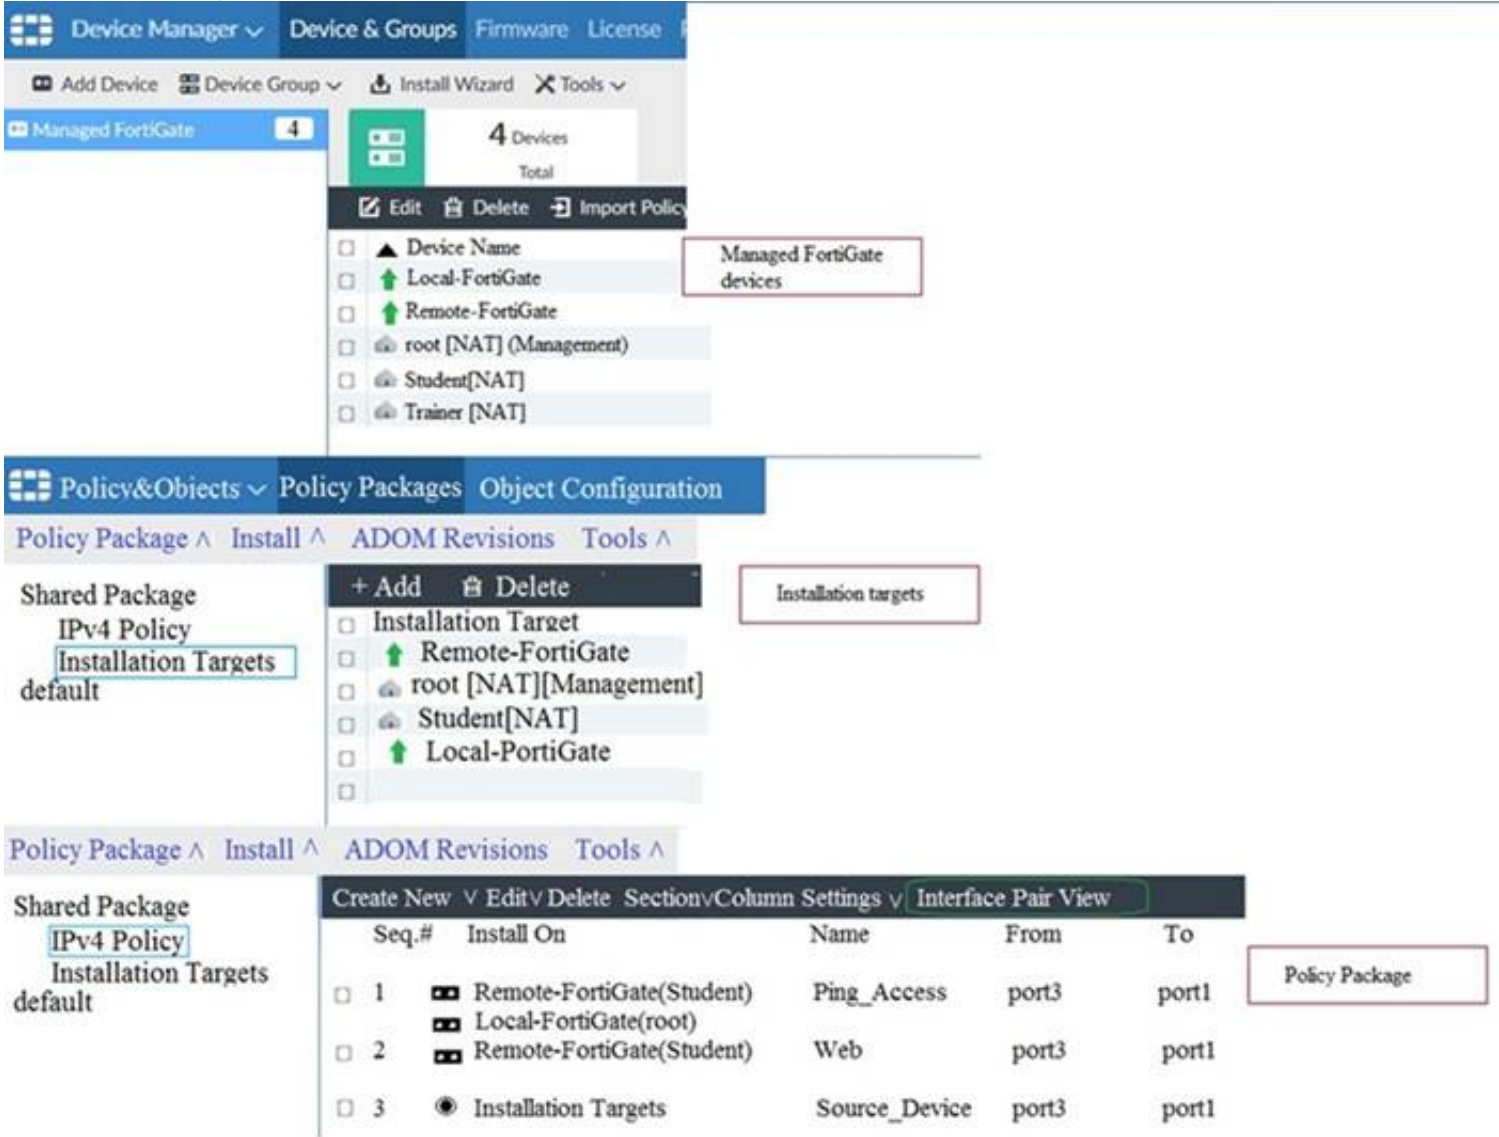 Device Manager Device & Groups Firmware License
Add Device Device Group Install Wizard Tools
Managed FortiGate 4
4 Devices
Total
Edit Delete Import Policy
Device Name
Local-FortiGate
Remote-FortiGate
root [NAT] (Management)
Student[NAT]
Trainer [NAT]
Managed FortiGate
devices
Policy&Objects Policy Packages Object Configuration
Policy Package ˄ Install ˄ ADOM Revisions Tools ˄
Shared Package
IPv4 Policy
Installation Targets
default
+ Add Delete
Installation Target
Remote-FortiGate
root [NAT][Management]
Student[NAT]
Local-PortiGate
Installation targets
Policy Package ˄ Install ˄ ADOM Revisions Tools ˄
Shared Package
IPv4 Policy
Installation Targets
default
Create New ˅ Edit˅ Delete Section˅Column Settings ˅ Interface Pair View
Seq.# Install On Name From To
1 Remote-FortiGate(Student) Ping_Access port3 port1
Local-FortiGate(root)
2 Remote-FortiGate(Student) Web port3 port1
3 Installation Targets Source_Device port3 port1
Policy Package